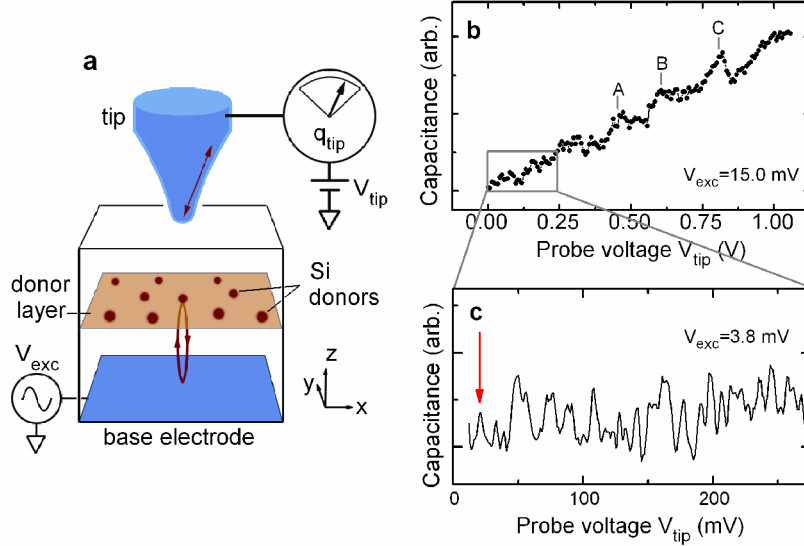 a
tip
q_tip
V_tip
donor
layer
Si
donors
V_exc
z
y
x
base electrode
b
Capacitance (arb.)
A
B
C
V_exc=15.0 mV
0.00 0.25 0.50 0.75 1.00
Probe voltage V_tip (V)
c
Capacitance (arb.)
V_exc=3.8 mV
0 100 200
Probe voltage V_tip (mV)